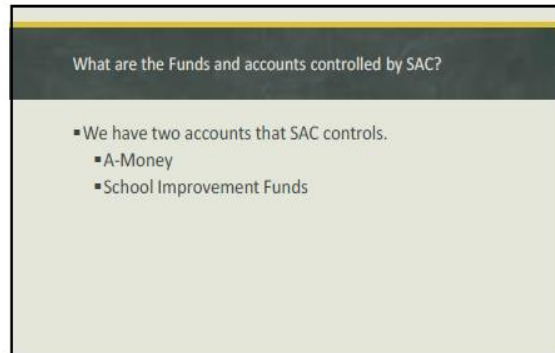 What are the Funds and accounts controlled by SAC?
▪We have two accounts that SAC controls.
▪A-Money
▪School Improvement Funds